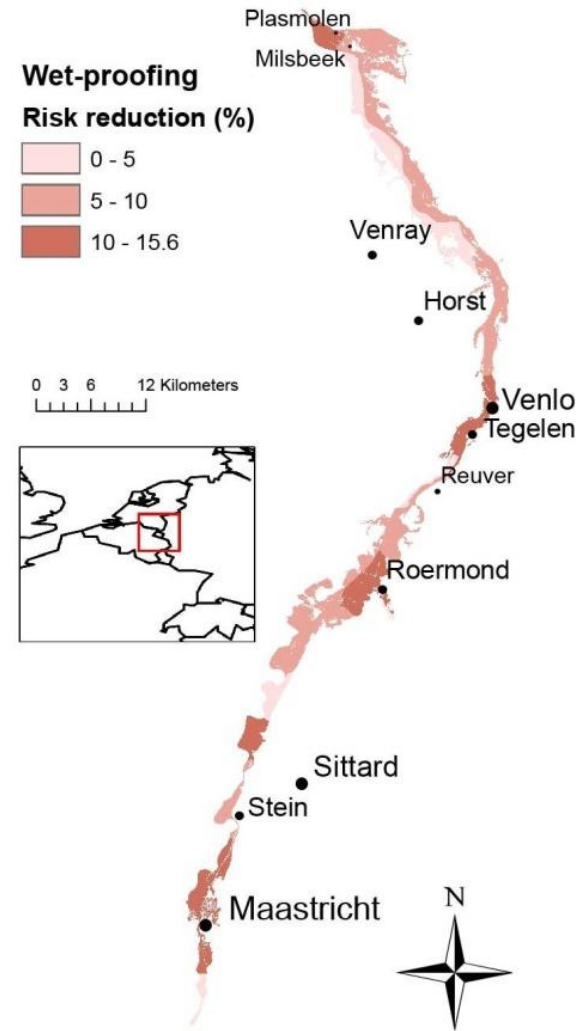 Plasmolen
Milsbeek
Wet-proofing
Risk reduction (%)
0 - 5
5 - 10
10 - 15.6
Venray
Horst
0 3 6 12 Kilometers
Venlo
Tegelen
Reuver
Roermond
Sittard
Stein
Maastricht
N